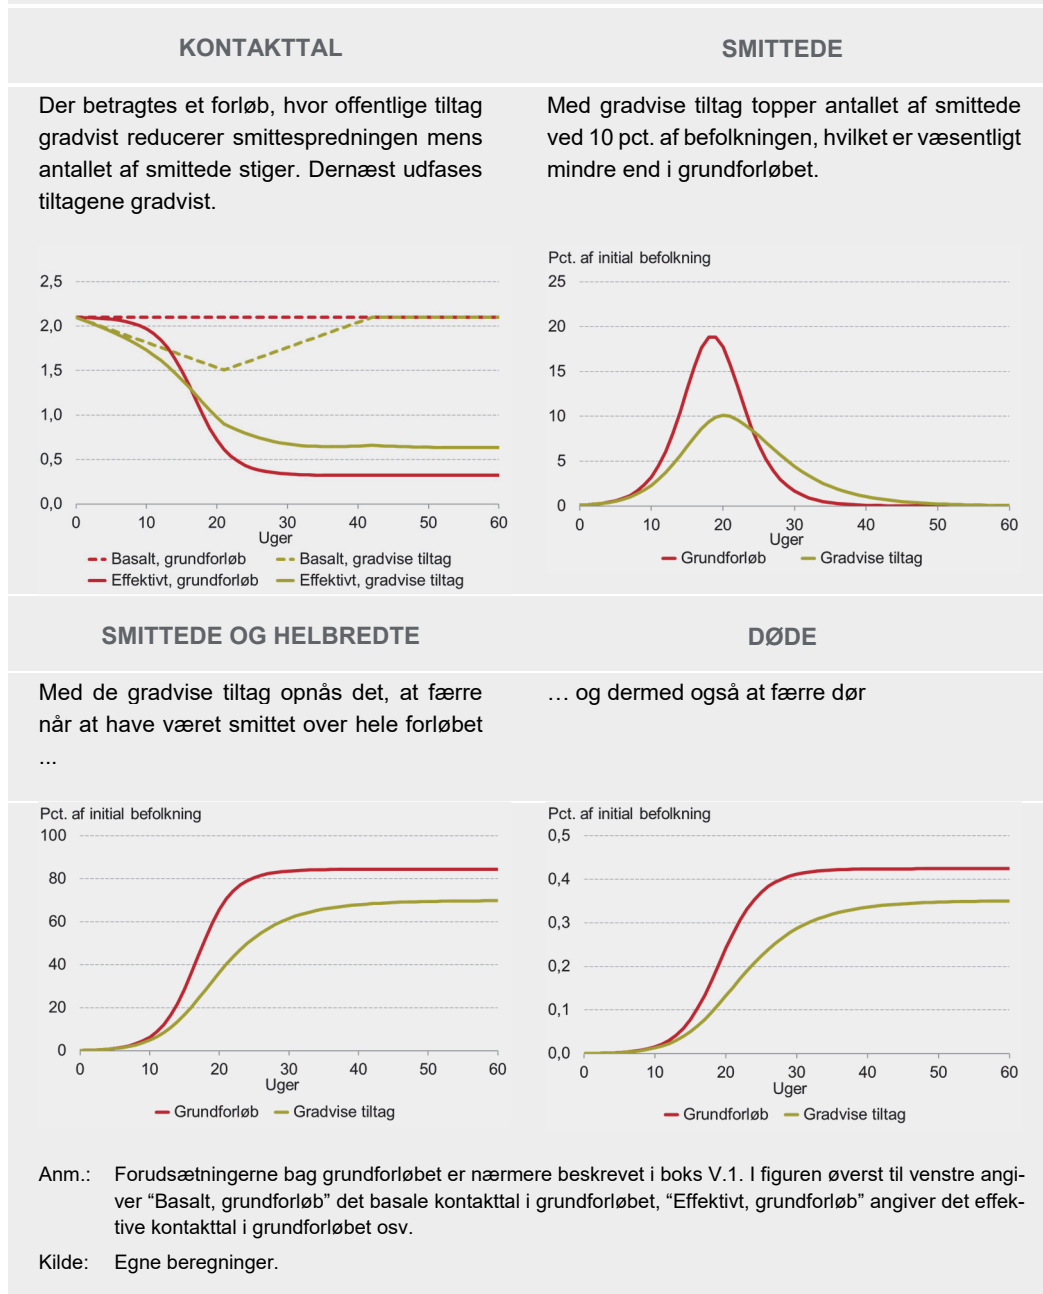 KONTAKTTAL
Der betragtes et forløb, hvor offentlige tiltag
gradvist reducerer smittespredningen mens
antallet af smittede stiger. Dernæst udfases
tiltagene gradvist.
2,5
2,0
1,5
1,0
0,5
0,0
0 10 20 30 40 50 60
Uger
Basalt, grundforløb Basalt, gradvise tiltag
Effektivt, grundforløb Effektivt, gradvise tiltag
SMITTEDE
Med gradvise tiltag topper antallet af smittede
ved 10 pct. af befolkningen, hvilket er væsentligt
mindre end i grundforløbet.
Pct. af initial befolkning
25
20
15
10
5
0
0 10 20 30 40 50 60
Uger
Grundforløb Gradvise tiltag
SMITTEDE OG HELBREDTE
Med de gradvise tiltag opnås det, at færre
når at have været smittet over hele forløbet
...
Pct. af initial befolkning
100
80
60
40
20
0
0 10 20 30 40 50 60
Uger
Grundforløb Gradvise tiltag
DØDE
… og dermed også at færre dør
Pct. af initial befolkning
0,5
0,4
0,3
0,2
0,1
0,0
0 10 20 30 40 50 60
Uger
Grundforløb Gradvise tiltag
Anm.: Forudsætningerne bag grundforløbet er nærmere beskrevet i boks V.1. I figuren øverst til venstre angi-
ver “Basalt, grundforløb” det basale kontakttal i grundforløbet, “Effektivt, grundforløb” angiver det effek-
tive kontakttal i grundforløbet osv.
Kilde: Egne beregninger.